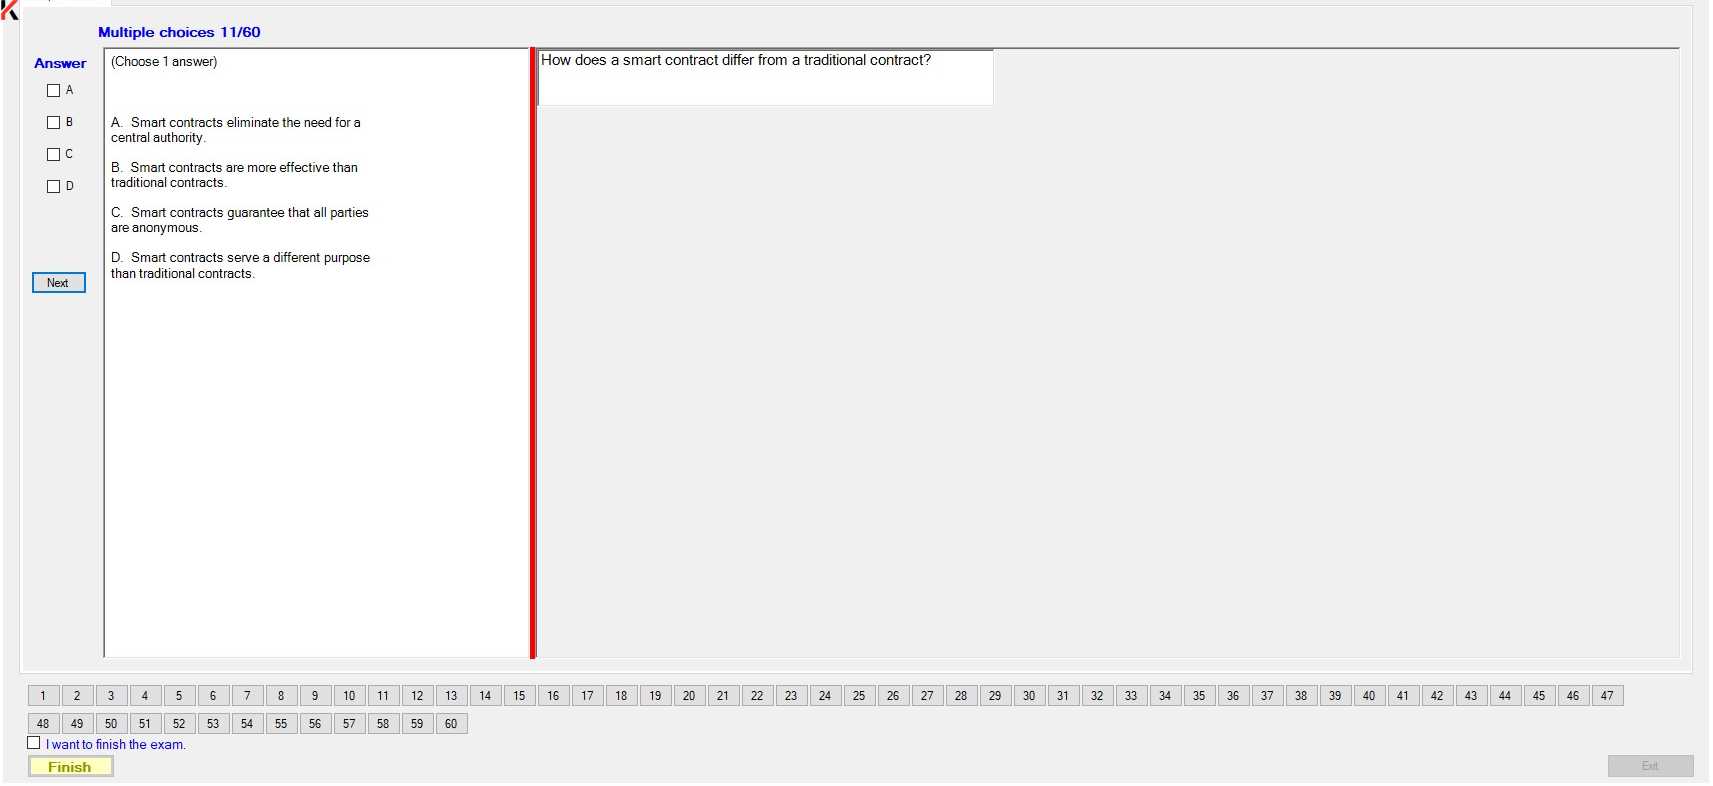 Multiple choices 11/60
Answer
A
B
C
D
Next
(Choose 1 answer)
A. Smart contracts eliminate the need for a
central authority.
B. Smart contracts are more effective than
traditional contracts.
C. Smart contracts guarantee that all parties
are anonymous.
D. Smart contracts serve a different purpose
than traditional contracts.
How does a smart contract differ from a traditional contract?
1 2 3 4 5 6 7 8 9 10 11 12 13 14 15 16 17 18 19 20 21 22 23 24 25 26 27 28 29 30 31 32 33 34 35 36 37 38 39 40 41 42 43 44 45 46 47
48 49 50 51 52 53 54 55 56 57 58 59 60
I want to finish the exam.
Finish
Exit